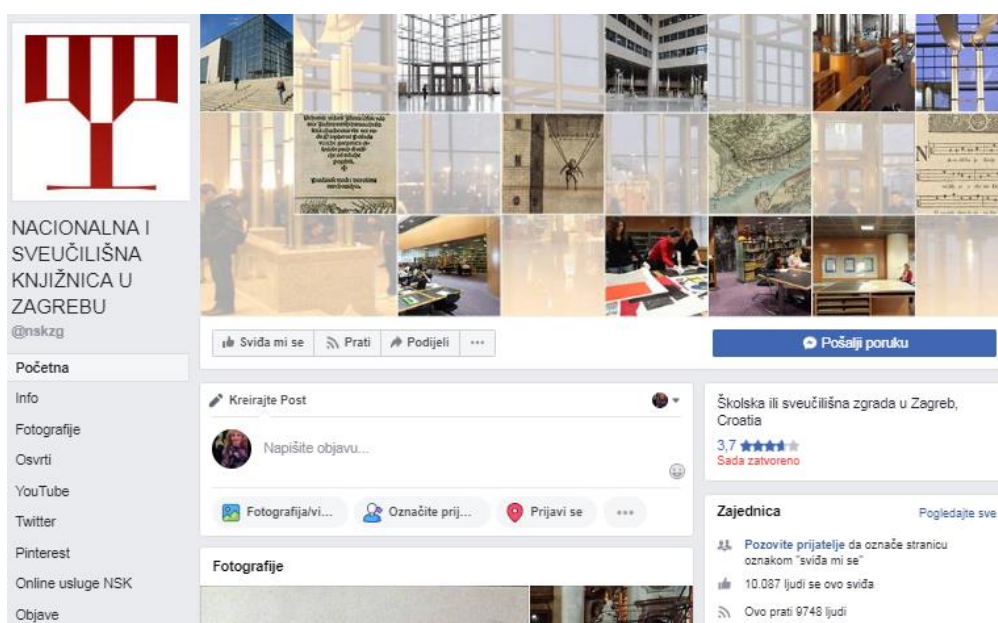 NACIONALNA I
SVEUČILIŠNA
KNJIŽNICA U
ZAGREBU
@nskzg
Početna
Info
Fotografije
Osvrti
YouTube
Twitter
Pinterest
Online usluge NSK
Objave
Sviđa mi se
Prati
Podijeli
Pošalji poruku
Kreirajte Post
Napišite objavu...
Fotografija/vi...
Označite prij...
Prijavi se
Fotografije
Školska ili sveučilišna zgrada u Zagreb,
Croatia
3,7
Sada zatvoreno
Zajednica
Pogledajte sve
Pozovite prijatelje da označe stranicu
oznakom "sviđa mi se"
10.087 ljudi se ovo sviđa
Ovo prati 9748 ljudi